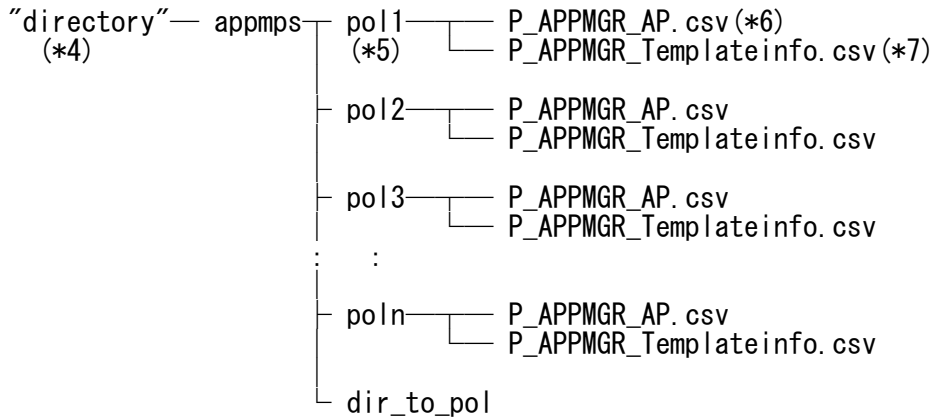 "directory"── appmps┬ pol1──┬── P_APPMGR_AP.csv(*6)
(*4) │ (*5) └── P_APPMGR_Templateinfo.csv(*7)
├ pol2──┬── P_APPMGR_AP.csv
│ └── P_APPMGR_Templateinfo.csv
├ pol3──┬── P_APPMGR_AP.csv
│ └── P_APPMGR_Templateinfo.csv
: :
├ poln──┬── P_APPMGR_AP.csv
│ └── P_APPMGR_Templateinfo.csv
└ dir_to_pol